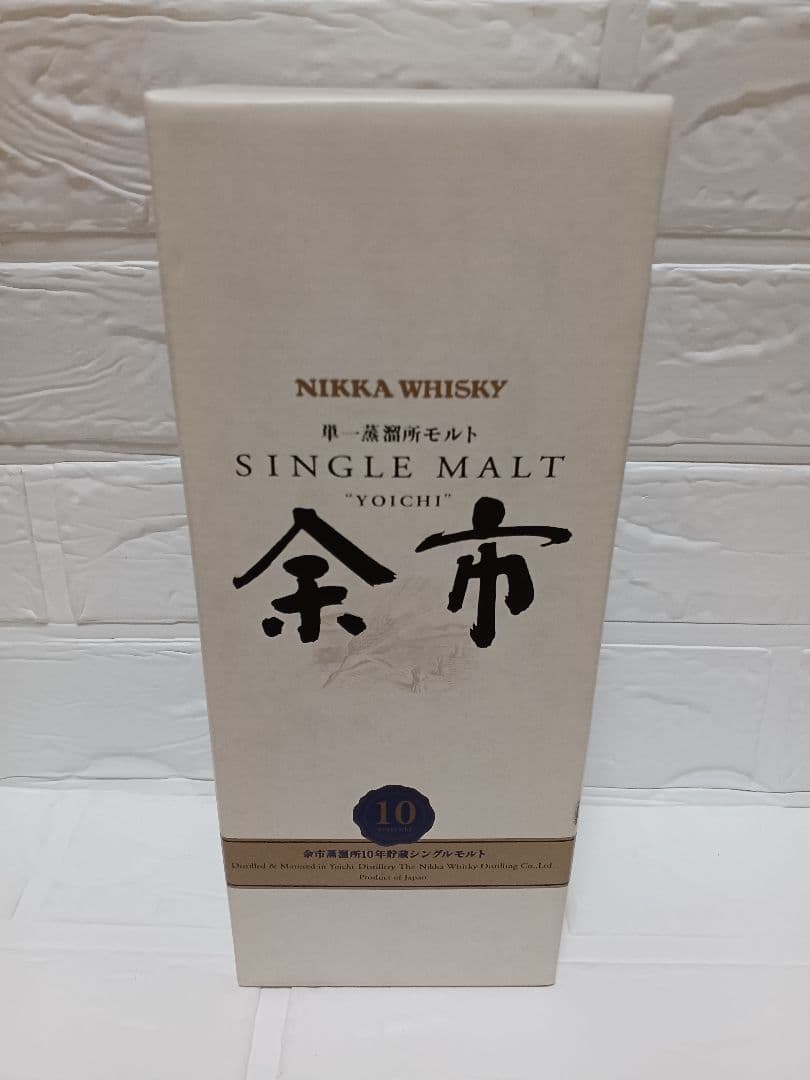 NIKKA WHISKY
単一蒸溜所モルト
SINGLE MALT
"YOICHI"
余市
10
余市蒸溜所10年貯蔵シングルモルト
Distilled & Matured in Yoichi Distillery The Nikka Whisky Distilling Co., Ltd.
Product of Japan